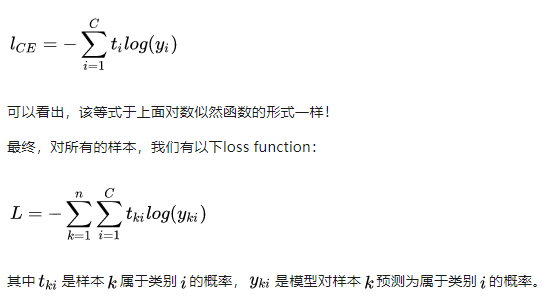 l_{CE} = -\sum_{i=1}^{C} t_i log(y_i)
可以看出，该等式于上面对数似然函数的形式一样！
最终，对所有的样本，我们有以下loss function：
L = -\sum_{k=1}^{n} \sum_{i=1}^{C} t_{ki} log(y_{ki})
其中 t_{ki} 是样本 k 属于类别 i 的概率， y_{ki} 是模型对样本 k 预测为属于类别 i 的概率。